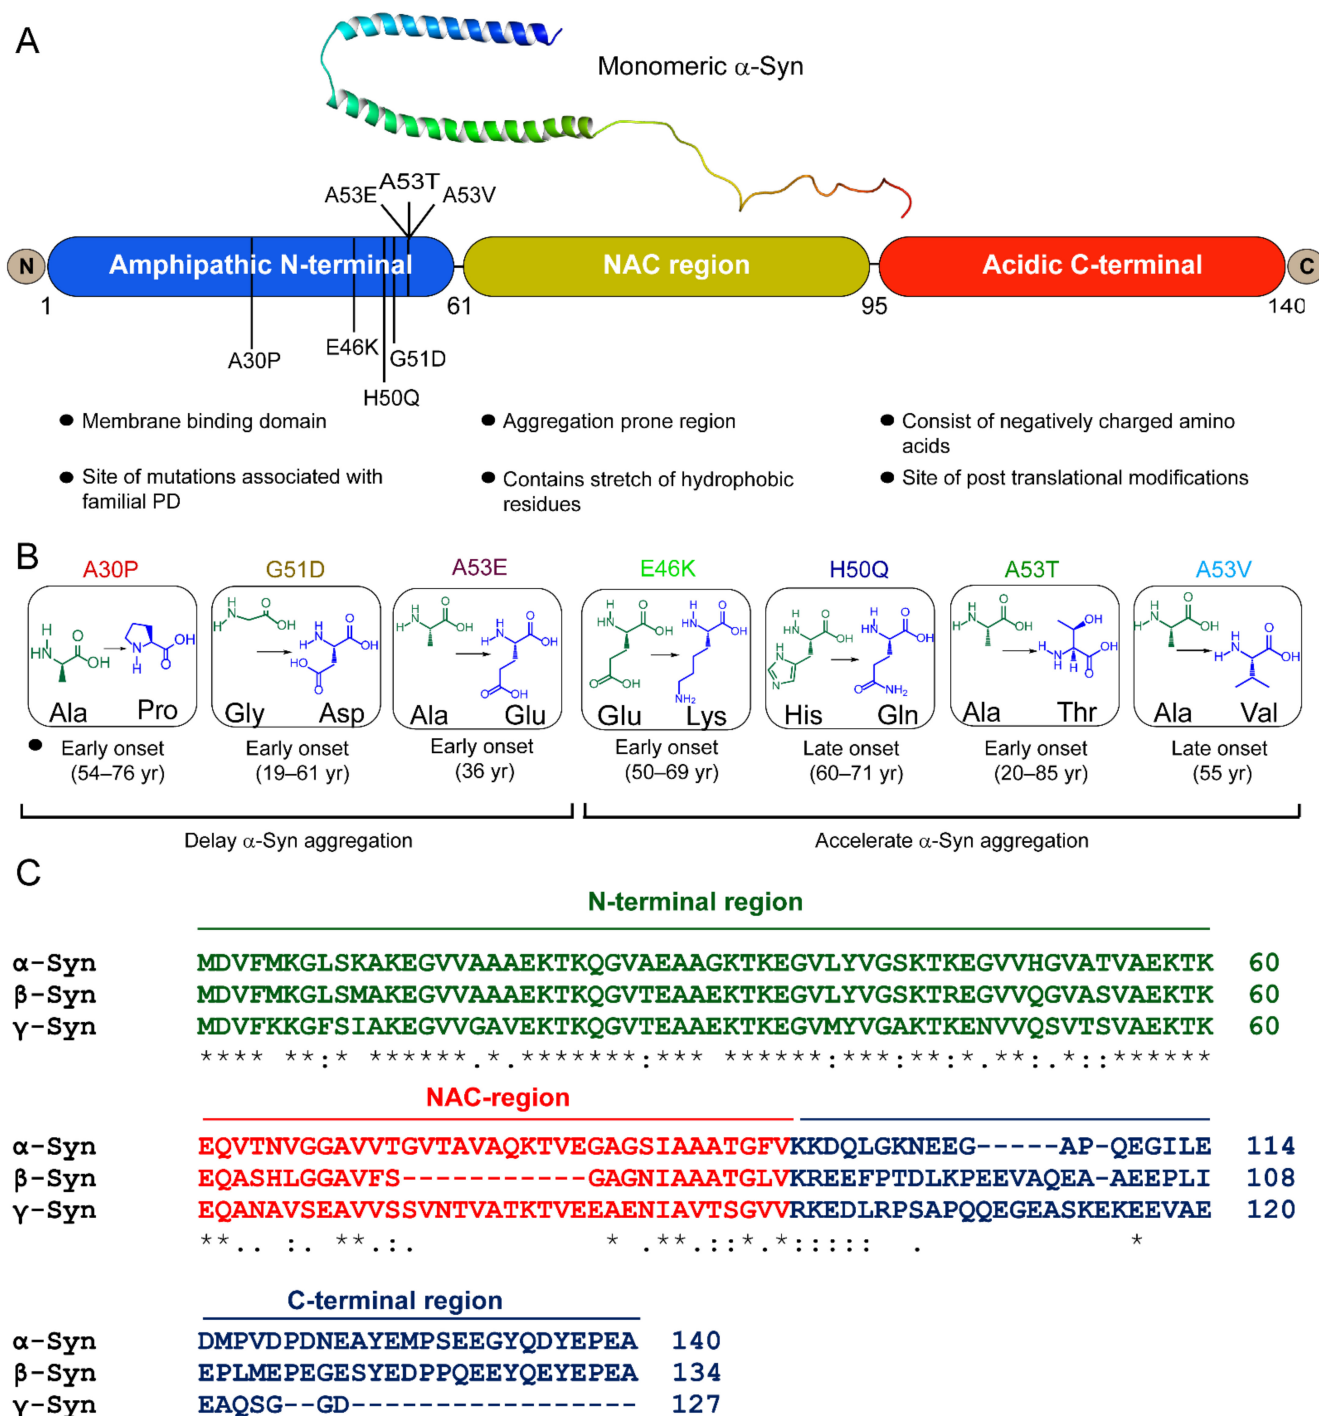 A
Monomeric α-Syn
A53E A53T A53V
N Amphipathic N-terminal NAC region Acidic C-terminal C
1 61 95 140
A30P E46K G51D
H50Q
● Membrane binding domain
● Site of mutations associated with
familial PD
● Aggregation prone region
● Contains stretch of hydrophobic
residues
● Consist of negatively charged amino
acids
● Site of post translational modifications
B
A30P G51D A53E E46K H50Q A53T A53V
Ala Pro Gly Asp Ala Glu Glu Lys His Gln Ala Thr Ala Val
● Early onset Early onset Early onset Early onset Late onset Early onset Late onset
(54–76 yr) (19–61 yr) (36 yr) (50–69 yr) (60–71 yr) (20–85 yr) (55 yr)
Delay α-Syn aggregation Accelerate α-Syn aggregation
C
N-terminal region
α-Syn MDVFMKGLSKAKEGVVAAAEKTKQGVAEAAGKTKEGVLYVGSKTKEGVVHGVATVAEKTK 60
β-Syn MDVFMKGLSMAKEGVVAAAEKTKQGVTEAAEKTKEGVLYVGSKTREGVVQGVASVAEKTK 60
γ-Syn MDVFKKGFSIAKEGVVGAVEKTKQGVTEAAEKTKEGVMYVGAKTKENVVQSVTSVAEKTK 60
**** **:* ******.*.*******:*** ******:***:***:*.**:.*::******
NAC-region
α-Syn EQVTNVGGAVVTGVTAVAQKTVEGAGSIAAATGFVKKDQLGKNEEG-----AP-QEGILE 114
β-Syn EQASHLGGAVFS-----------GAGNIAAATGLVKREEFPTDLKPEEVAQEA-AEEPLI 108
γ-Syn EQANAVSEAVVSSVNTVATKTVEEAENIAVTSGVVRKEDLRPSAPQQEGEASKEKEEVAE 120
**.. :. **.:. * .**.::*.*::::: . *
C-terminal region
α-Syn DMPVDPDNEAYEMPSEEGYQDYEPEA 140
β-Syn EPLMEPEGESYEDPPQEEYQEYEPEA 134
γ-Syn EAQSG--GD----------------- 127